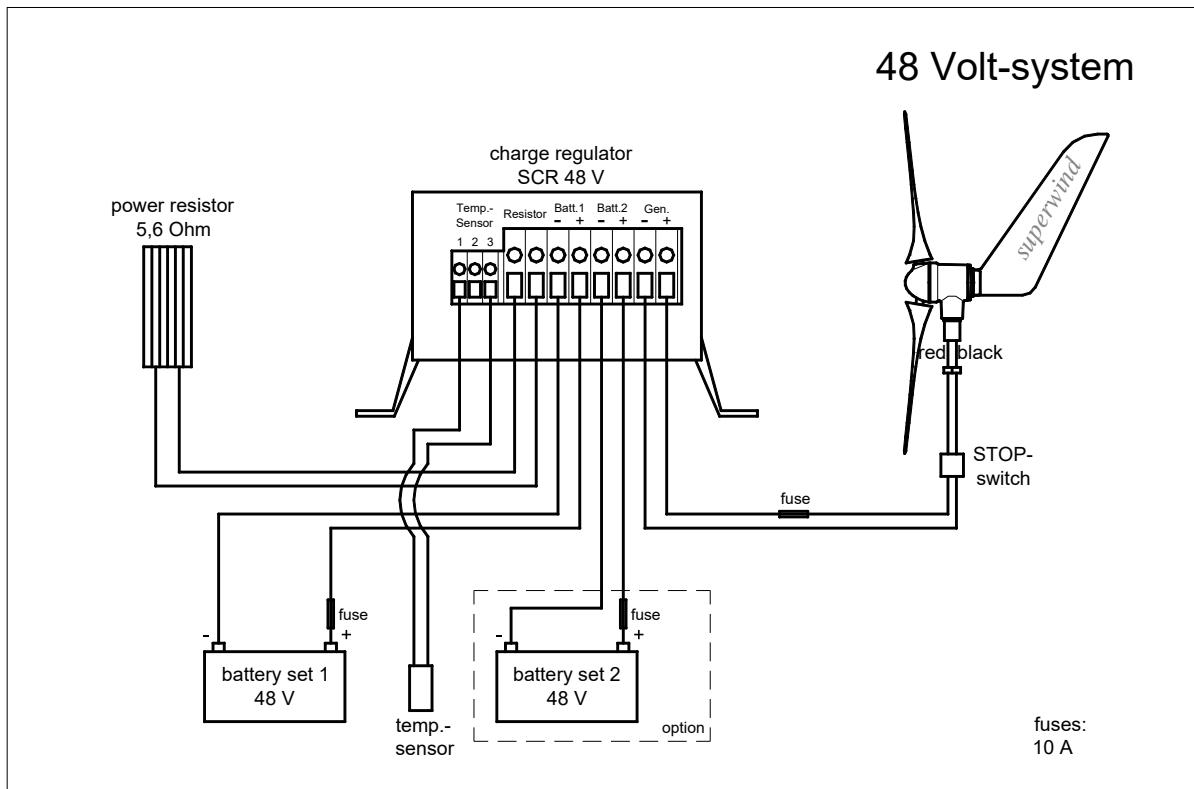 48 Volt-system
charge regulator
SCR 48 V
power resistor
5,6 Ohm
Temp.-
Sensor
Resistor
Batt.1
- +
Batt.2
- +
Gen.
- +
1 2 3
superwind
red black
STOP-
switch
fuse
fuse
- +
battery set 1
48 V
temp.-
sensor
fuse
- +
battery set 2
48 V
option
fuses:
10 A